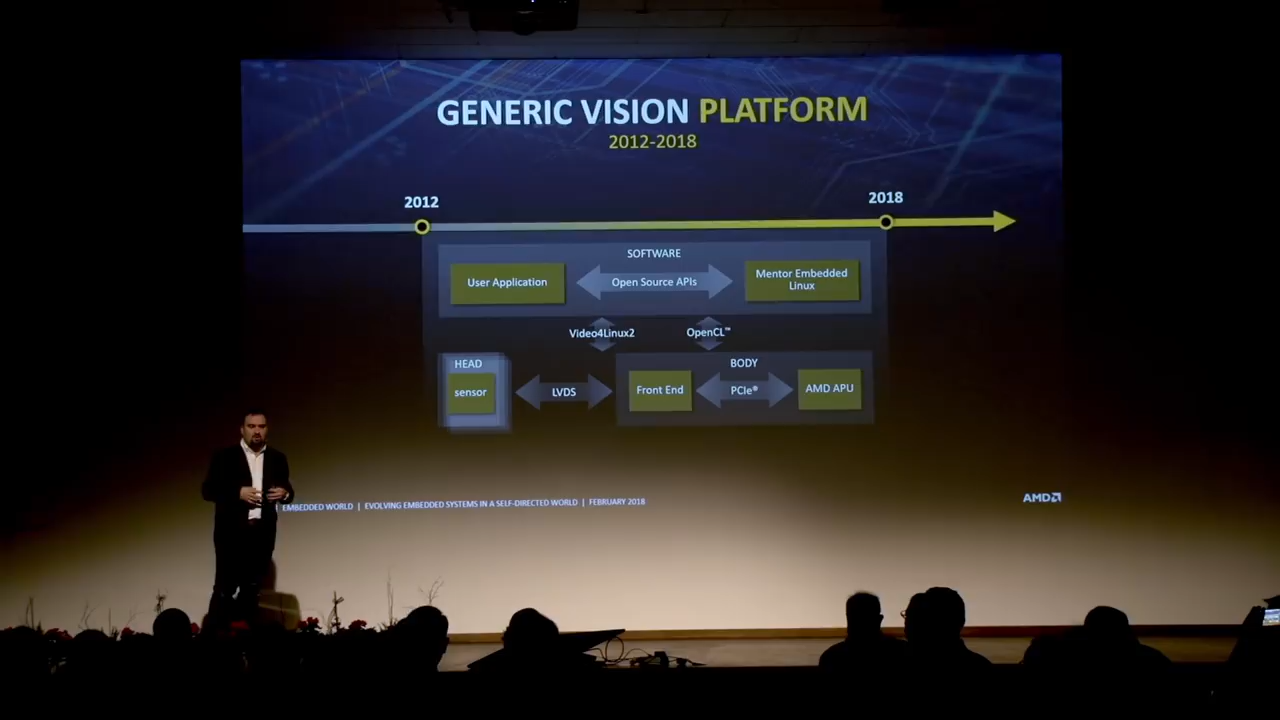 GENERIC VISION PLATFORM
2012-2018
2012
2018
SOFTWARE
User Application
Open Source APIs
Mentor Embedded
Linux
Video4Linux2
OpenCL™
HEAD
sensor
LVDS
BODY
Front End
PCIe®
AMD APU
| EMBEDDED WORLD | EVOLVING EMBEDDED SYSTEMS IN A SELF-DIRECTED WORLD | FEBRUARY 2018
AMD